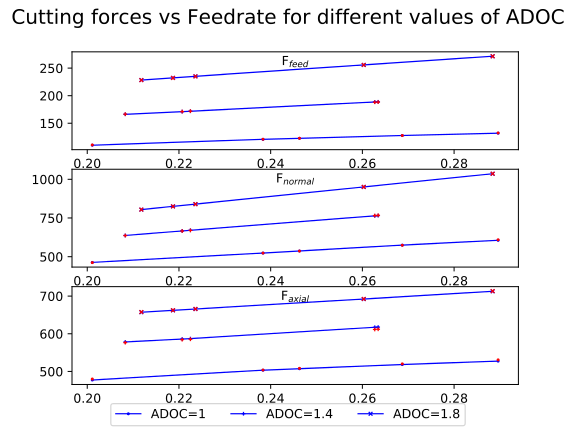 Cutting forces vs Feedrate for different values of ADOC
F_feed
250
200
150
0.20 0.22 0.24 0.26 0.28
F_normal
1000
750
500
0.20 0.22 0.24 0.26 0.28
F_axial
700
600
500
0.20 0.22 0.24 0.26 0.28
ADOC=1 ADOC=1.4 ADOC=1.8